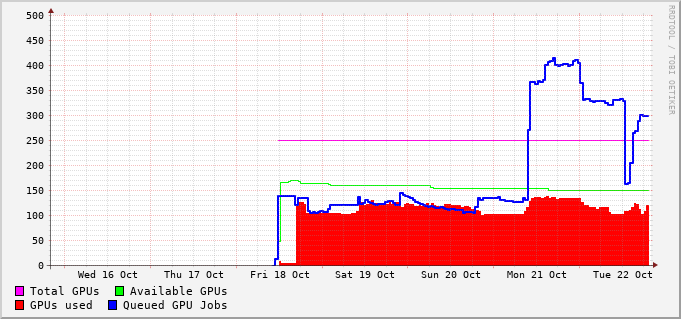 500
450
400
350
300
250
200
150
100
50
0
Wed 16 Oct Thu 17 Oct Fri 18 Oct Sat 19 Oct Sun 20 Oct Mon 21 Oct Tue 22 Oct
Total GPUs Available GPUs
GPUs used Queued GPU Jobs
RRDTOOL / TOBI OETIKER